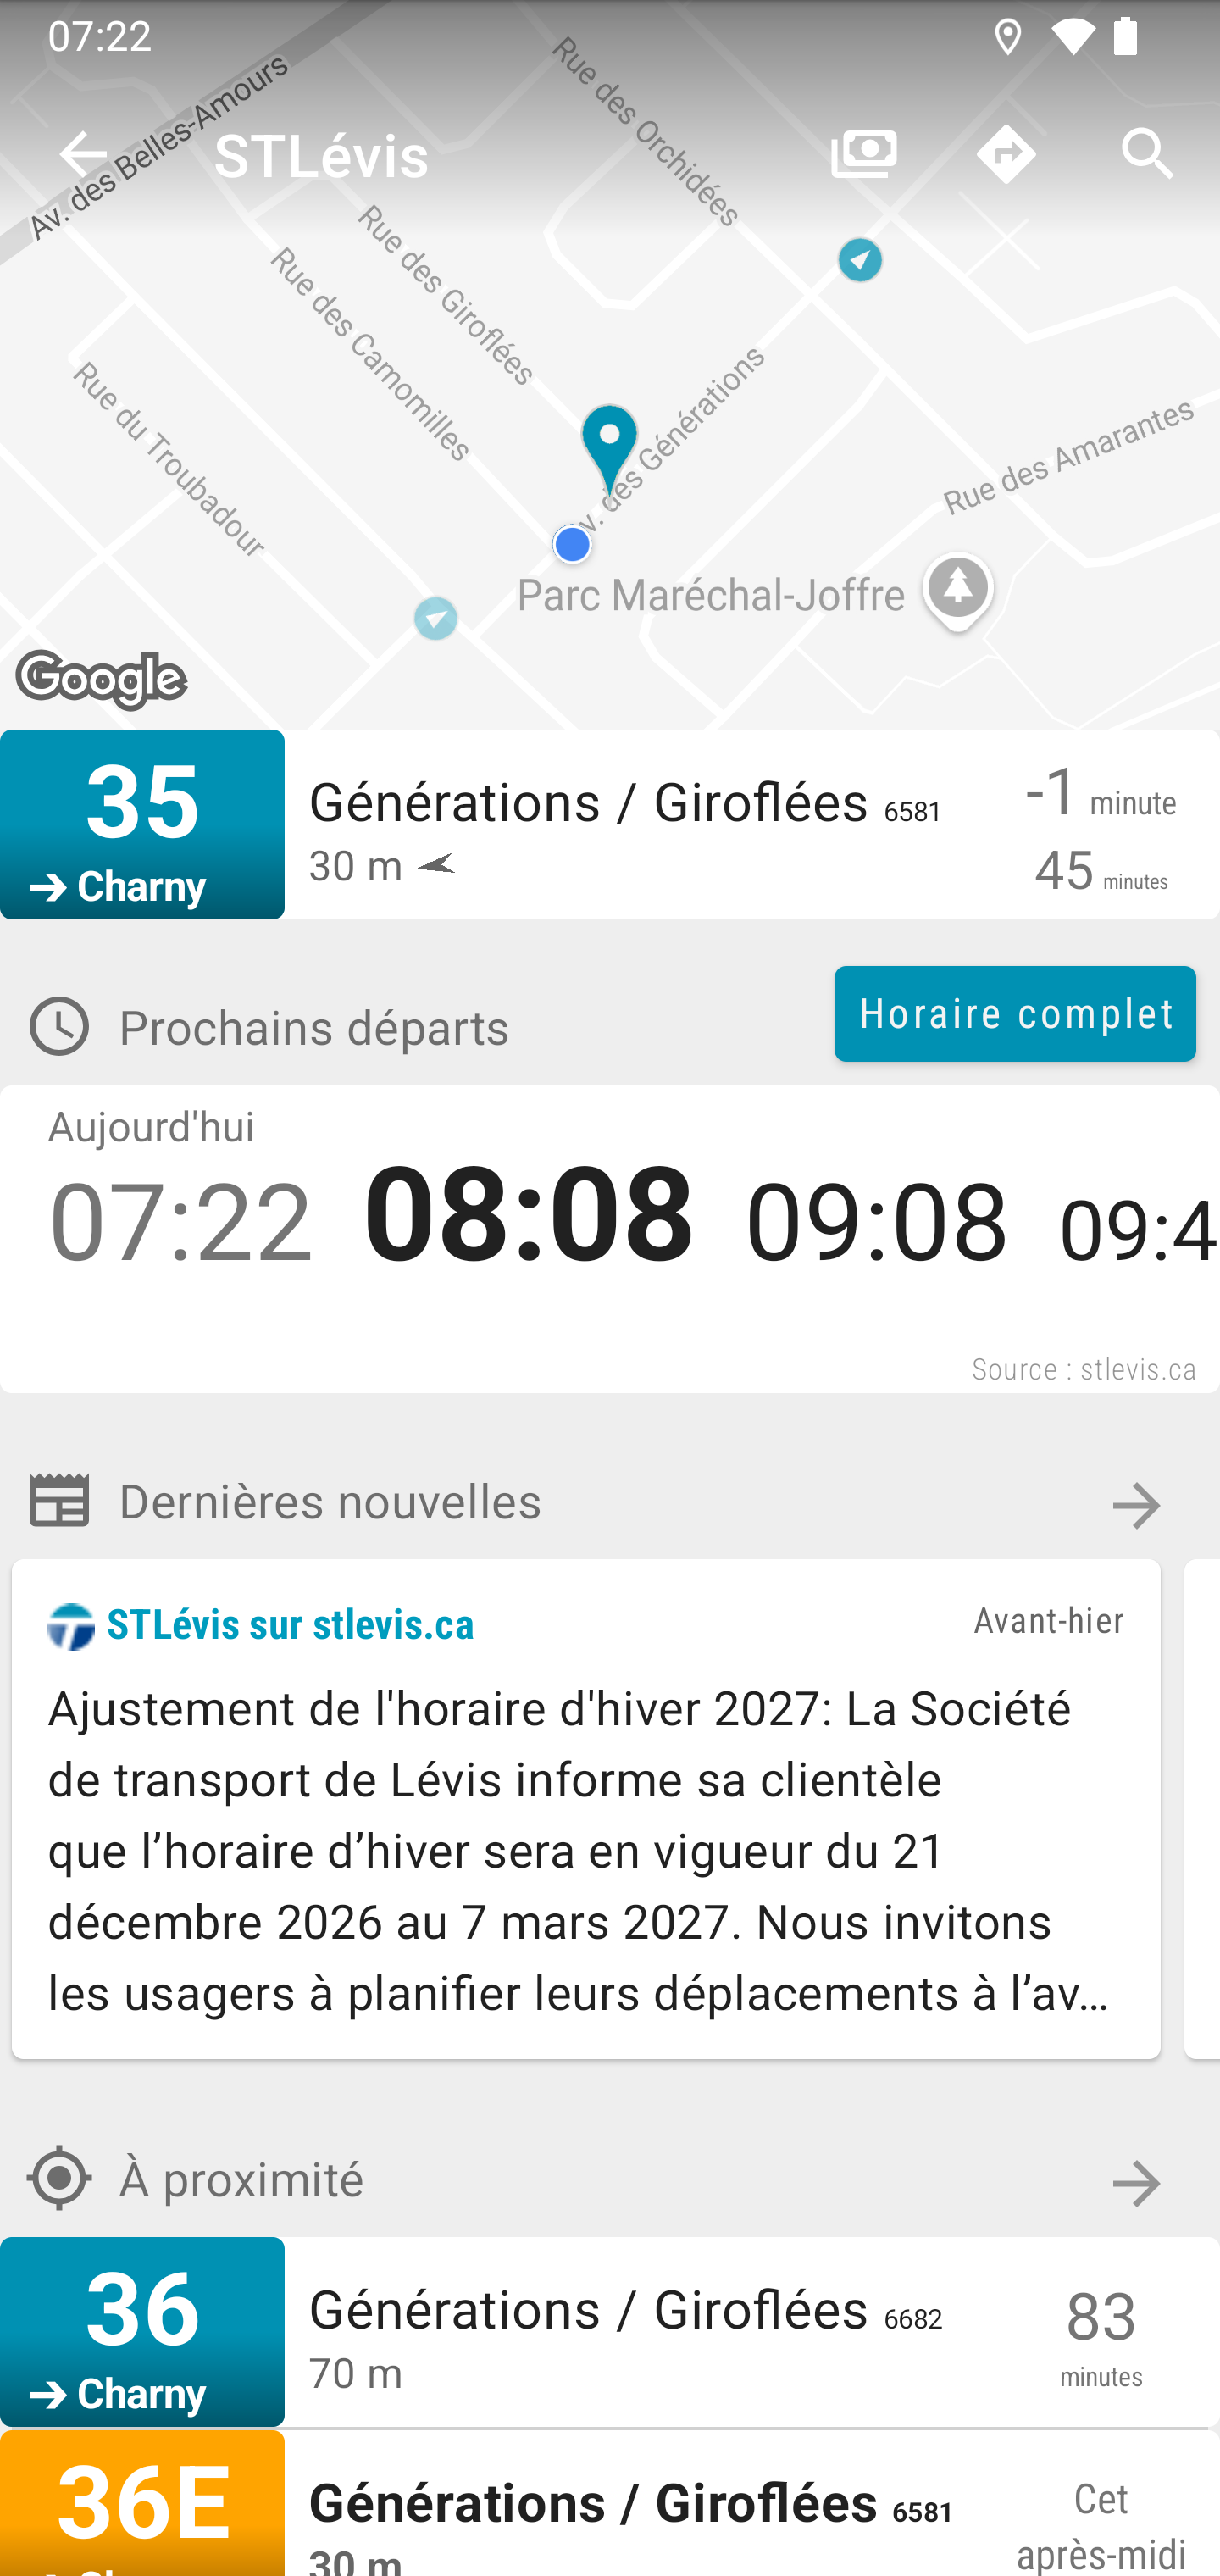 07:22
STLévis
Av. des Belles-Amours
Rue des Orchidées
Rue des Giroflées
Rue des Camomilles
Rue du Troubadour
des Générations
Rue des Amarantes
Parc Maréchal-Joffre
Google
35
→ Charny
Générations / Giroflées 6581
30 m
-1 minute
45 minutes
Prochains départs
Horaire complet
Aujourd'hui
07:22 08:08 09:08 09:4
Source : stlevis.ca
Dernières nouvelles
STLévis sur stlevis.ca
Avant-hier
Ajustement de l'horaire d'hiver 2027: La Société
de transport de Lévis informe sa clientèle
que l’horaire d’hiver sera en vigueur du 21
décembre 2026 au 7 mars 2027. Nous invitons
les usagers à planifier leurs déplacements à l’av…
À proximité
36
→ Charny
Générations / Giroflées 6682
70 m
83
minutes
36E
Générations / Giroflées 6581
30 m
Cet
après-midi